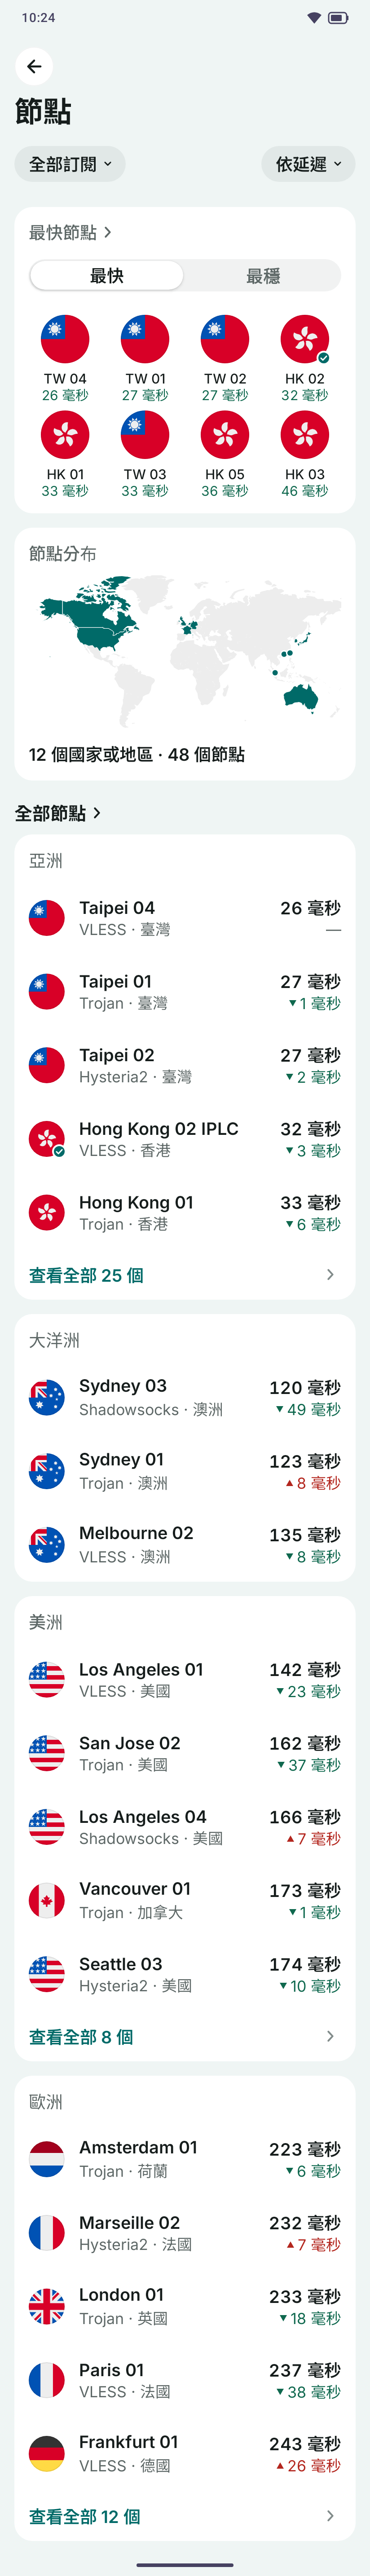 10:24
節點
全部訂閱
依延遲
最快節點
最快
最穩
TW 04
TW 01
TW 02
HK 02
26 毫秒
27 毫秒
27 毫秒
32 毫秒
HK 01
TW 03
HK 05
HK 03
33 毫秒
33 毫秒
36 毫秒
46 毫秒
節點分布
12 個國家或地區 · 48 個節點
全部節點
亞洲
Taipei 04
26 毫秒
VLESS · 臺灣
—
Taipei 01
27 毫秒
Trojan · 臺灣
▼1 毫秒
Taipei 02
27 毫秒
Hysteria2 · 臺灣
▼2 毫秒
Hong Kong 02 IPLC
32 毫秒
VLESS · 香港
▼3 毫秒
Hong Kong 01
33 毫秒
Trojan · 香港
▼6 毫秒
查看全部 25 個
大洋洲
Sydney 03
120 毫秒
Shadowsocks · 澳洲
▼49 毫秒
Sydney 01
123 毫秒
Trojan · 澳洲
▲8 毫秒
Melbourne 02
135 毫秒
VLESS · 澳洲
▼8 毫秒
美洲
Los Angeles 01
142 毫秒
VLESS · 美國
▼23 毫秒
San Jose 02
162 毫秒
Trojan · 美國
▼37 毫秒
Los Angeles 04
166 毫秒
Shadowsocks · 美國
▲7 毫秒
Vancouver 01
173 毫秒
Trojan · 加拿大
▼1 毫秒
Seattle 03
174 毫秒
Hysteria2 · 美國
▼10 毫秒
查看全部 8 個
歐洲
Amsterdam 01
223 毫秒
Trojan · 荷蘭
▼6 毫秒
Marseille 02
232 毫秒
Hysteria2 · 法國
▲7 毫秒
London 01
233 毫秒
Trojan · 英國
▼18 毫秒
Paris 01
237 毫秒
VLESS · 法國
▼38 毫秒
Frankfurt 01
243 毫秒
VLESS · 德國
▲26 毫秒
查看全部 12 個